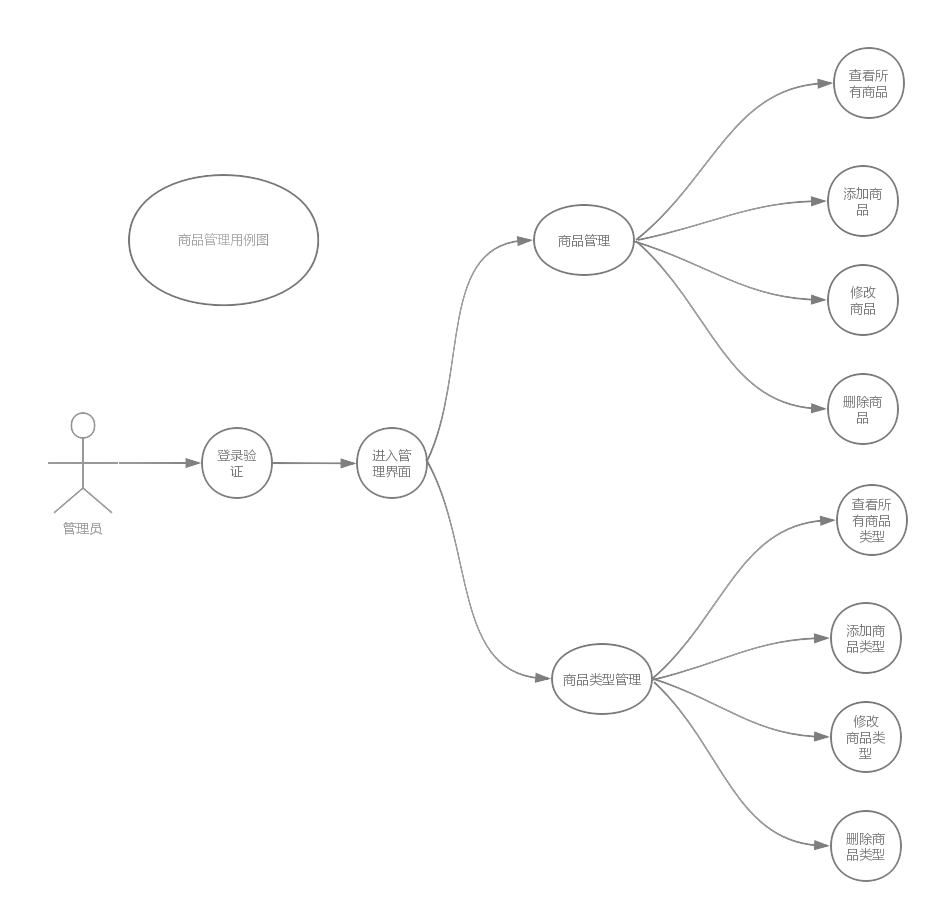 查看所
有商品
添加商
品
商品管理用例图
商品管理
修改
商品
删除商
品
登录验
证
进入管
理界面
管理员
查看所
有商品
类型
添加商
品类型
商品类型管理
修改
商品类
型
删除商
品类型